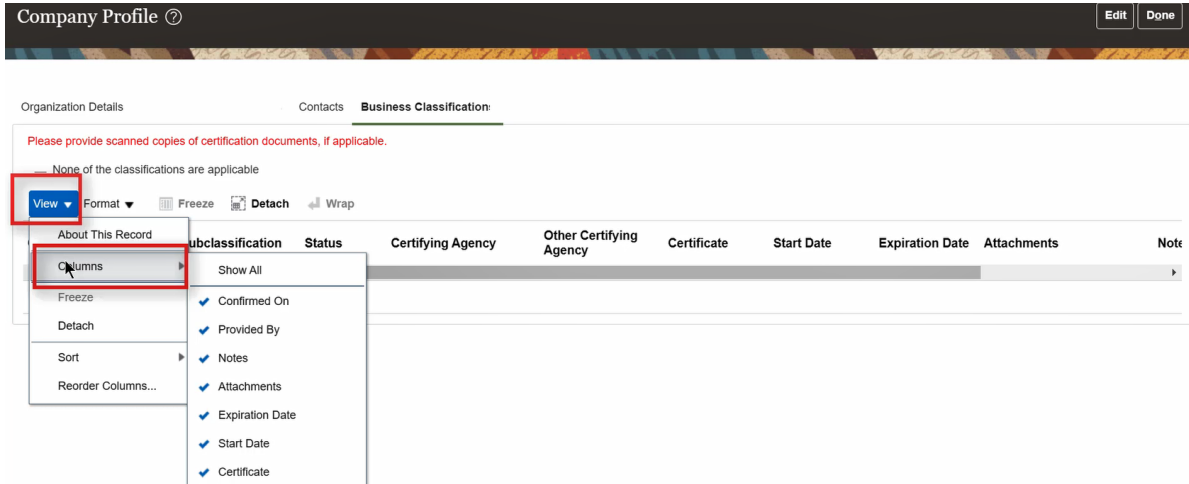 Company Profile ?
Edit Done
Organization Details Contacts Business Classification
Please provide scanned copies of certification documents, if applicable.
None of the classifications are applicable
View Format Freeze Detach Wrap
About This Record
ubclassification Status Certifying Agency Other Certifying Agency Certificate Start Date Expiration Date Attachments Note
Columns
Show All
Freeze
Confirmed On
Detach
Provided By
Sort
Notes
Reorder Columns...
Attachments
Expiration Date
Start Date
Certificate